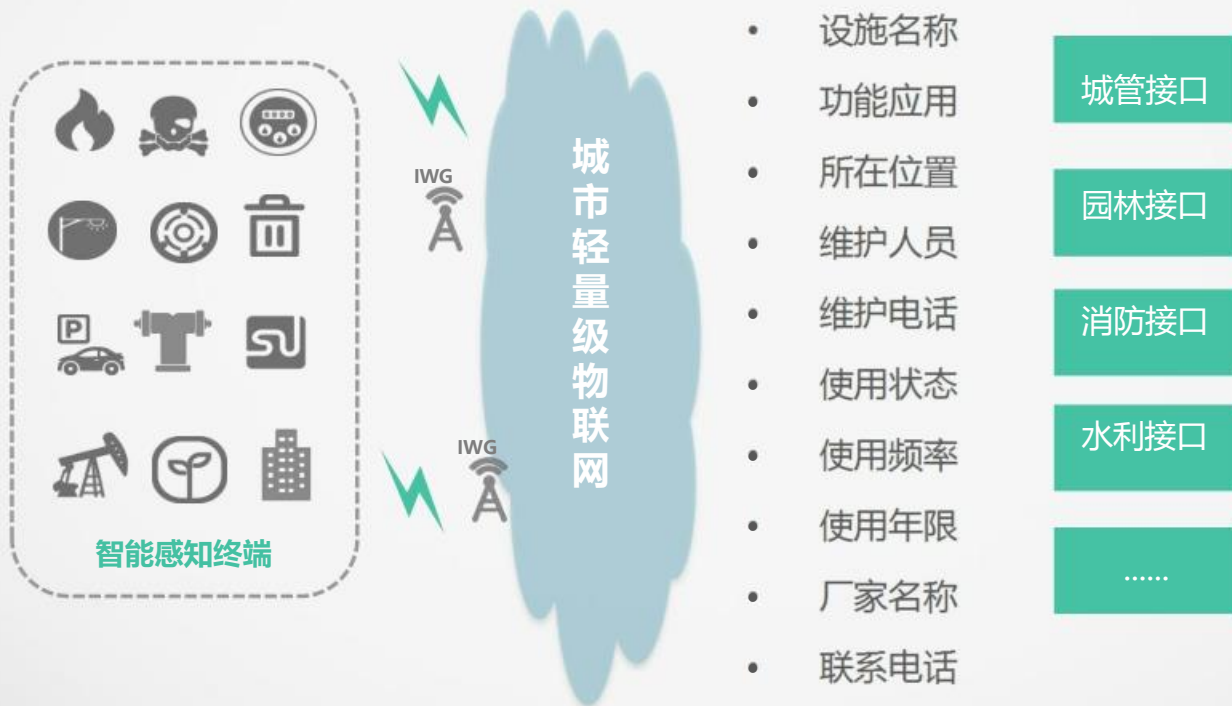 P
智能感知终端
IWG
IWG
城市轻量级物联网
设施名称
功能应用
所在位置
维护人员
维护电话
使用状态
使用频率
使用年限
厂家名称
联系电话
城管接口
园林接口
消防接口
水利接口
......